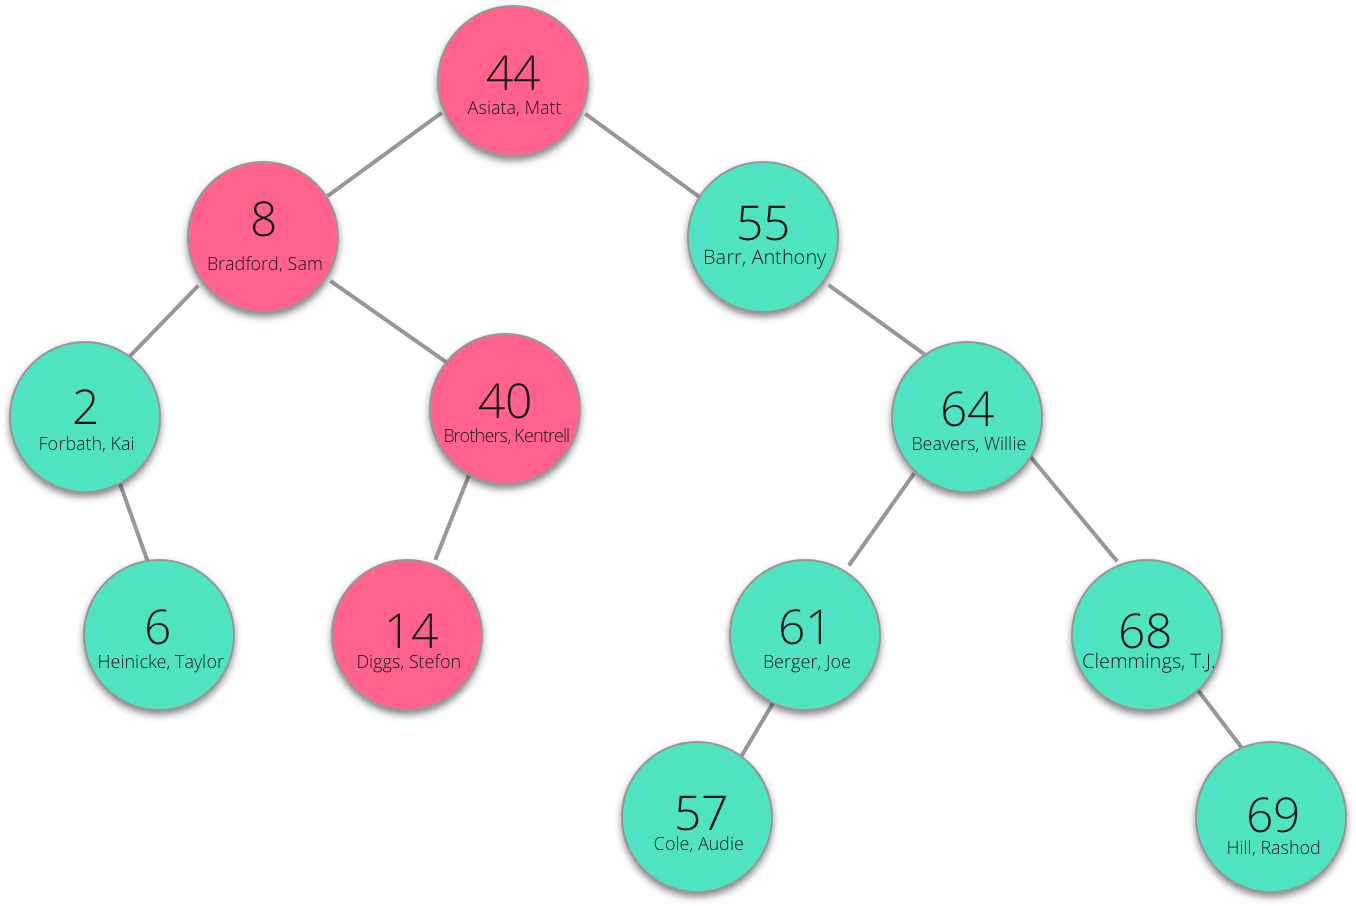 44
Asiata, Matt
8
Bradford, Sam
55
Barr, Anthony
2
Forbath, Kai
40
Brothers, Kentrell
64
Beavers, Willie
6
Heinicke, Taylor
14
Diggs, Stefon
61
Berger, Joe
68
Clemmings, T.J.
57
Cole, Audie
69
Hill, Rashod